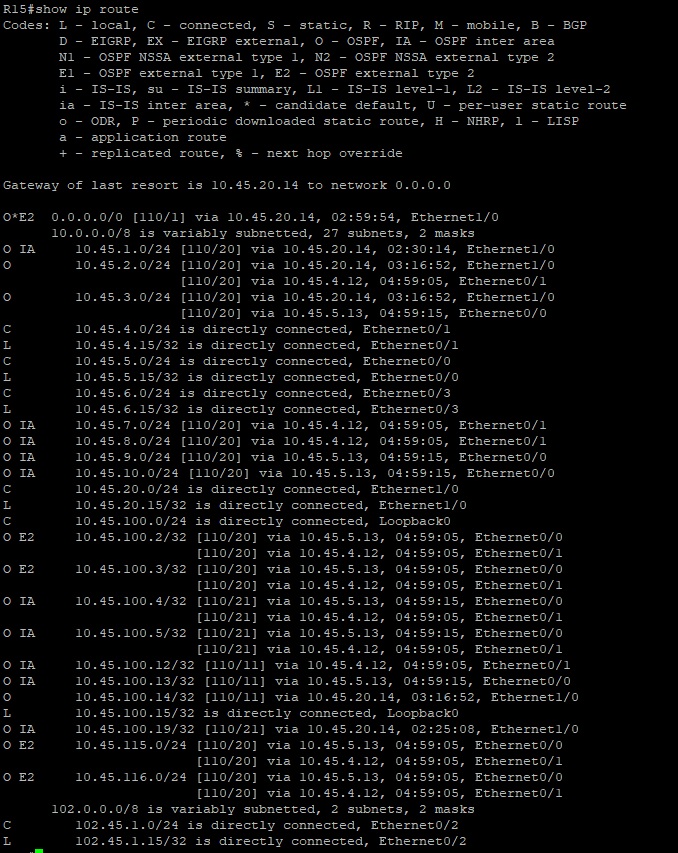 R15#show ip route
Codes: L - local, C - connected, S - static, R - RIP, M - mobile, B - BGP
       D - EIGRP, EX - EIGRP external, O - OSPF, IA - OSPF inter area
       N1 - OSPF NSSA external type 1, N2 - OSPF NSSA external type 2
       E1 - OSPF external type 1, E2 - OSPF external type 2
       i - IS-IS, su - IS-IS summary, L1 - IS-IS level-1, L2 - IS-IS level-2
       ia - IS-IS inter area, * - candidate default, U - per-user static route
       o - ODR, P - periodic downloaded static route, H - NHRP, l - LISP
       a - application route
       + - replicated route, % - next hop override
Gateway of last resort is 10.45.20.14 to network 0.0.0.0
O*E2  0.0.0.0/0 [110/1] via 10.45.20.14, 02:59:54, Ethernet1/0
      10.0.0.0/8 is variably subnetted, 27 subnets, 2 masks
O IA     10.45.1.0/24 [110/20] via 10.45.20.14, 02:30:14, Ethernet1/0
O        10.45.2.0/24 [110/20] via 10.45.20.14, 03:16:52, Ethernet1/0
                      [110/20] via 10.45.4.12, 04:59:05, Ethernet0/1
O        10.45.3.0/24 [110/20] via 10.45.20.14, 03:16:52, Ethernet1/0
                      [110/20] via 10.45.5.13, 04:59:15, Ethernet0/0
C        10.45.4.0/24 is directly connected, Ethernet0/1
L        10.45.4.15/32 is directly connected, Ethernet0/1
C        10.45.5.0/24 is directly connected, Ethernet0/0
L        10.45.5.15/32 is directly connected, Ethernet0/0
C        10.45.6.0/24 is directly connected, Ethernet0/3
L        10.45.6.15/32 is directly connected, Ethernet0/3
O IA     10.45.7.0/24 [110/20] via 10.45.4.12, 04:59:05, Ethernet0/1
O IA     10.45.8.0/24 [110/20] via 10.45.4.12, 04:59:05, Ethernet0/1
O IA     10.45.9.0/24 [110/20] via 10.45.5.13, 04:59:15, Ethernet0/0
O IA     10.45.10.0/24 [110/20] via 10.45.5.13, 04:59:15, Ethernet0/0
C        10.45.20.0/24 is directly connected, Ethernet1/0
L        10.45.20.15/32 is directly connected, Ethernet1/0
C        10.45.100.0/24 is directly connected, Loopback0
O E2     10.45.100.2/32 [110/20] via 10.45.5.13, 04:59:05, Ethernet0/0
                        [110/20] via 10.45.4.12, 04:59:05, Ethernet0/1
O E2     10.45.100.3/32 [110/20] via 10.45.5.13, 04:59:05, Ethernet0/0
                        [110/20] via 10.45.4.12, 04:59:05, Ethernet0/1
O IA     10.45.100.4/32 [110/21] via 10.45.5.13, 04:59:15, Ethernet0/0
                        [110/21] via 10.45.4.12, 04:59:05, Ethernet0/1
O IA     10.45.100.5/32 [110/21] via 10.45.5.13, 04:59:15, Ethernet0/0
                        [110/21] via 10.45.4.12, 04:59:05, Ethernet0/1
O IA     10.45.100.12/32 [110/11] via 10.45.4.12, 04:59:05, Ethernet0/1
O IA     10.45.100.13/32 [110/11] via 10.45.5.13, 04:59:15, Ethernet0/0
O        10.45.100.14/32 [110/11] via 10.45.20.14, 03:16:52, Ethernet1/0
L        10.45.100.15/32 is directly connected, Loopback0
O IA     10.45.100.19/32 [110/21] via 10.45.20.14, 02:25:08, Ethernet1/0
O E2     10.45.115.0/24 [110/20] via 10.45.5.13, 04:59:05, Ethernet0/0
                        [110/20] via 10.45.4.12, 04:59:05, Ethernet0/1
O E2     10.45.116.0/24 [110/20] via 10.45.5.13, 04:59:05, Ethernet0/0
                        [110/20] via 10.45.4.12, 04:59:05, Ethernet0/1
      102.0.0.0/8 is variably subnetted, 2 subnets, 2 masks
C        102.45.1.0/24 is directly connected, Ethernet0/2
L        102.45.1.15/32 is directly connected, Ethernet0/2